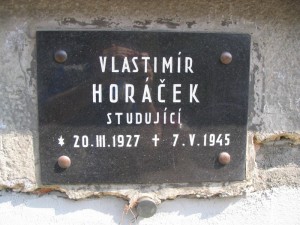 VLASTIMÍR
HORÁČEK
STUDUJÍCÍ
* 20.III.1927 ✝ 7.V.1945